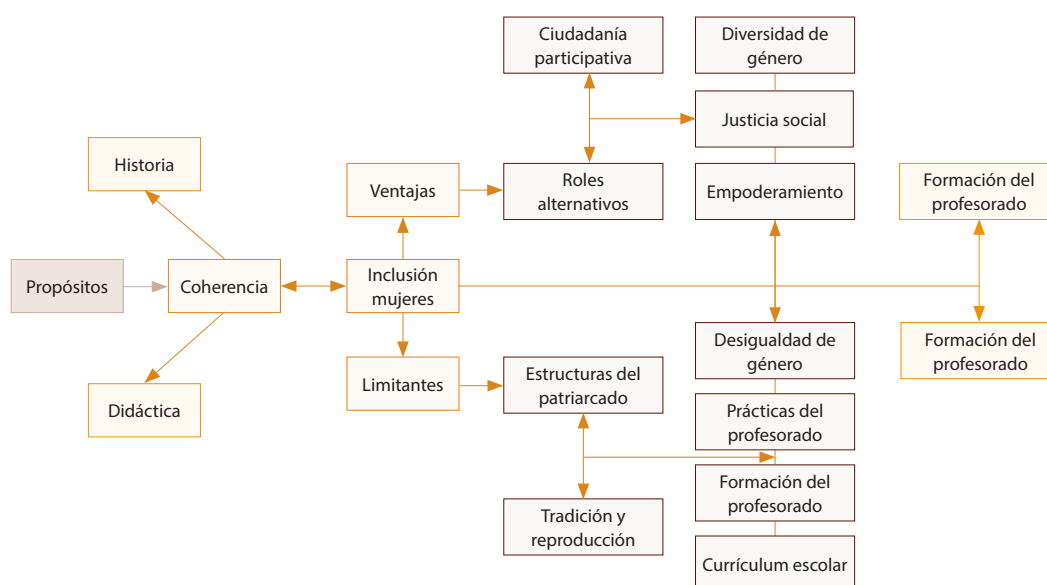 Ciudadanía
participativa
Diversidad de
género
Justicia social
Historia
Ventajas
Roles
alternativos
Empoderamiento
Formación del
profesorado
Propósitos
Coherencia
Inclusión
mujeres
Desigualdad de
género
Formación del
profesorado
Didáctica
Limitantes
Estructuras del
patriarcado
Prácticas del
profesorado
Formación del
profesorado
Tradición y
reproducción
Currículum escolar